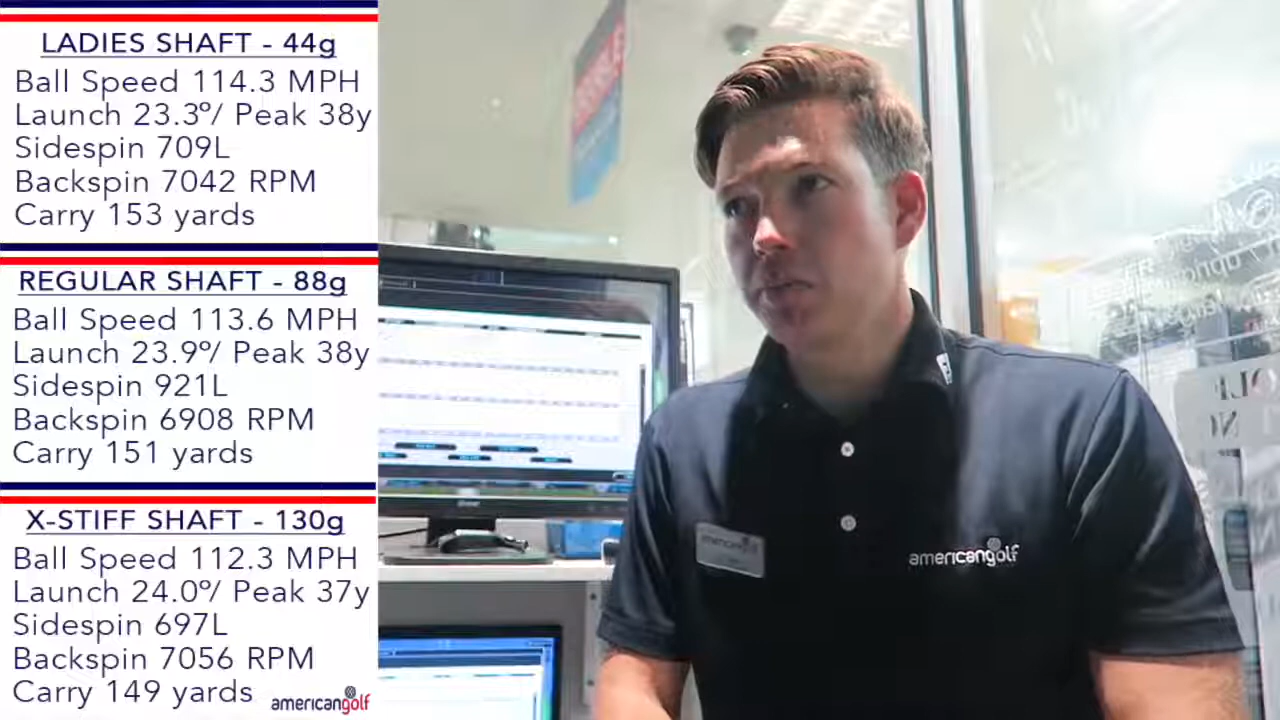 LADIES SHAFT - 44g
Ball Speed 114.3 MPH
Launch 23.3º/ Peak 38y
Sidespin 709L
Backspin 7042 RPM
Carry 153 yards
REGULAR SHAFT - 88g
Ball Speed 113.6 MPH
Launch 23.9º/ Peak 38y
Sidespin 921L
Backspin 6908 RPM
Carry 151 yards
X-STIFF SHAFT - 130g
Ball Speed 112.3 MPH
Launch 24.0º/ Peak 37y
Sidespin 697L
Backspin 7056 RPM
Carry 149 yards
americangolf
americangolf
americangolf